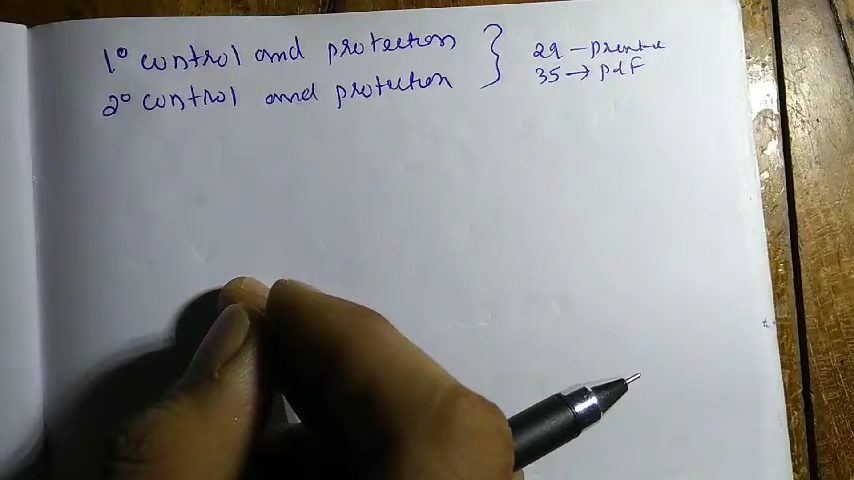 1° control and protection } 29 -
2° control and protection 35 → pdf